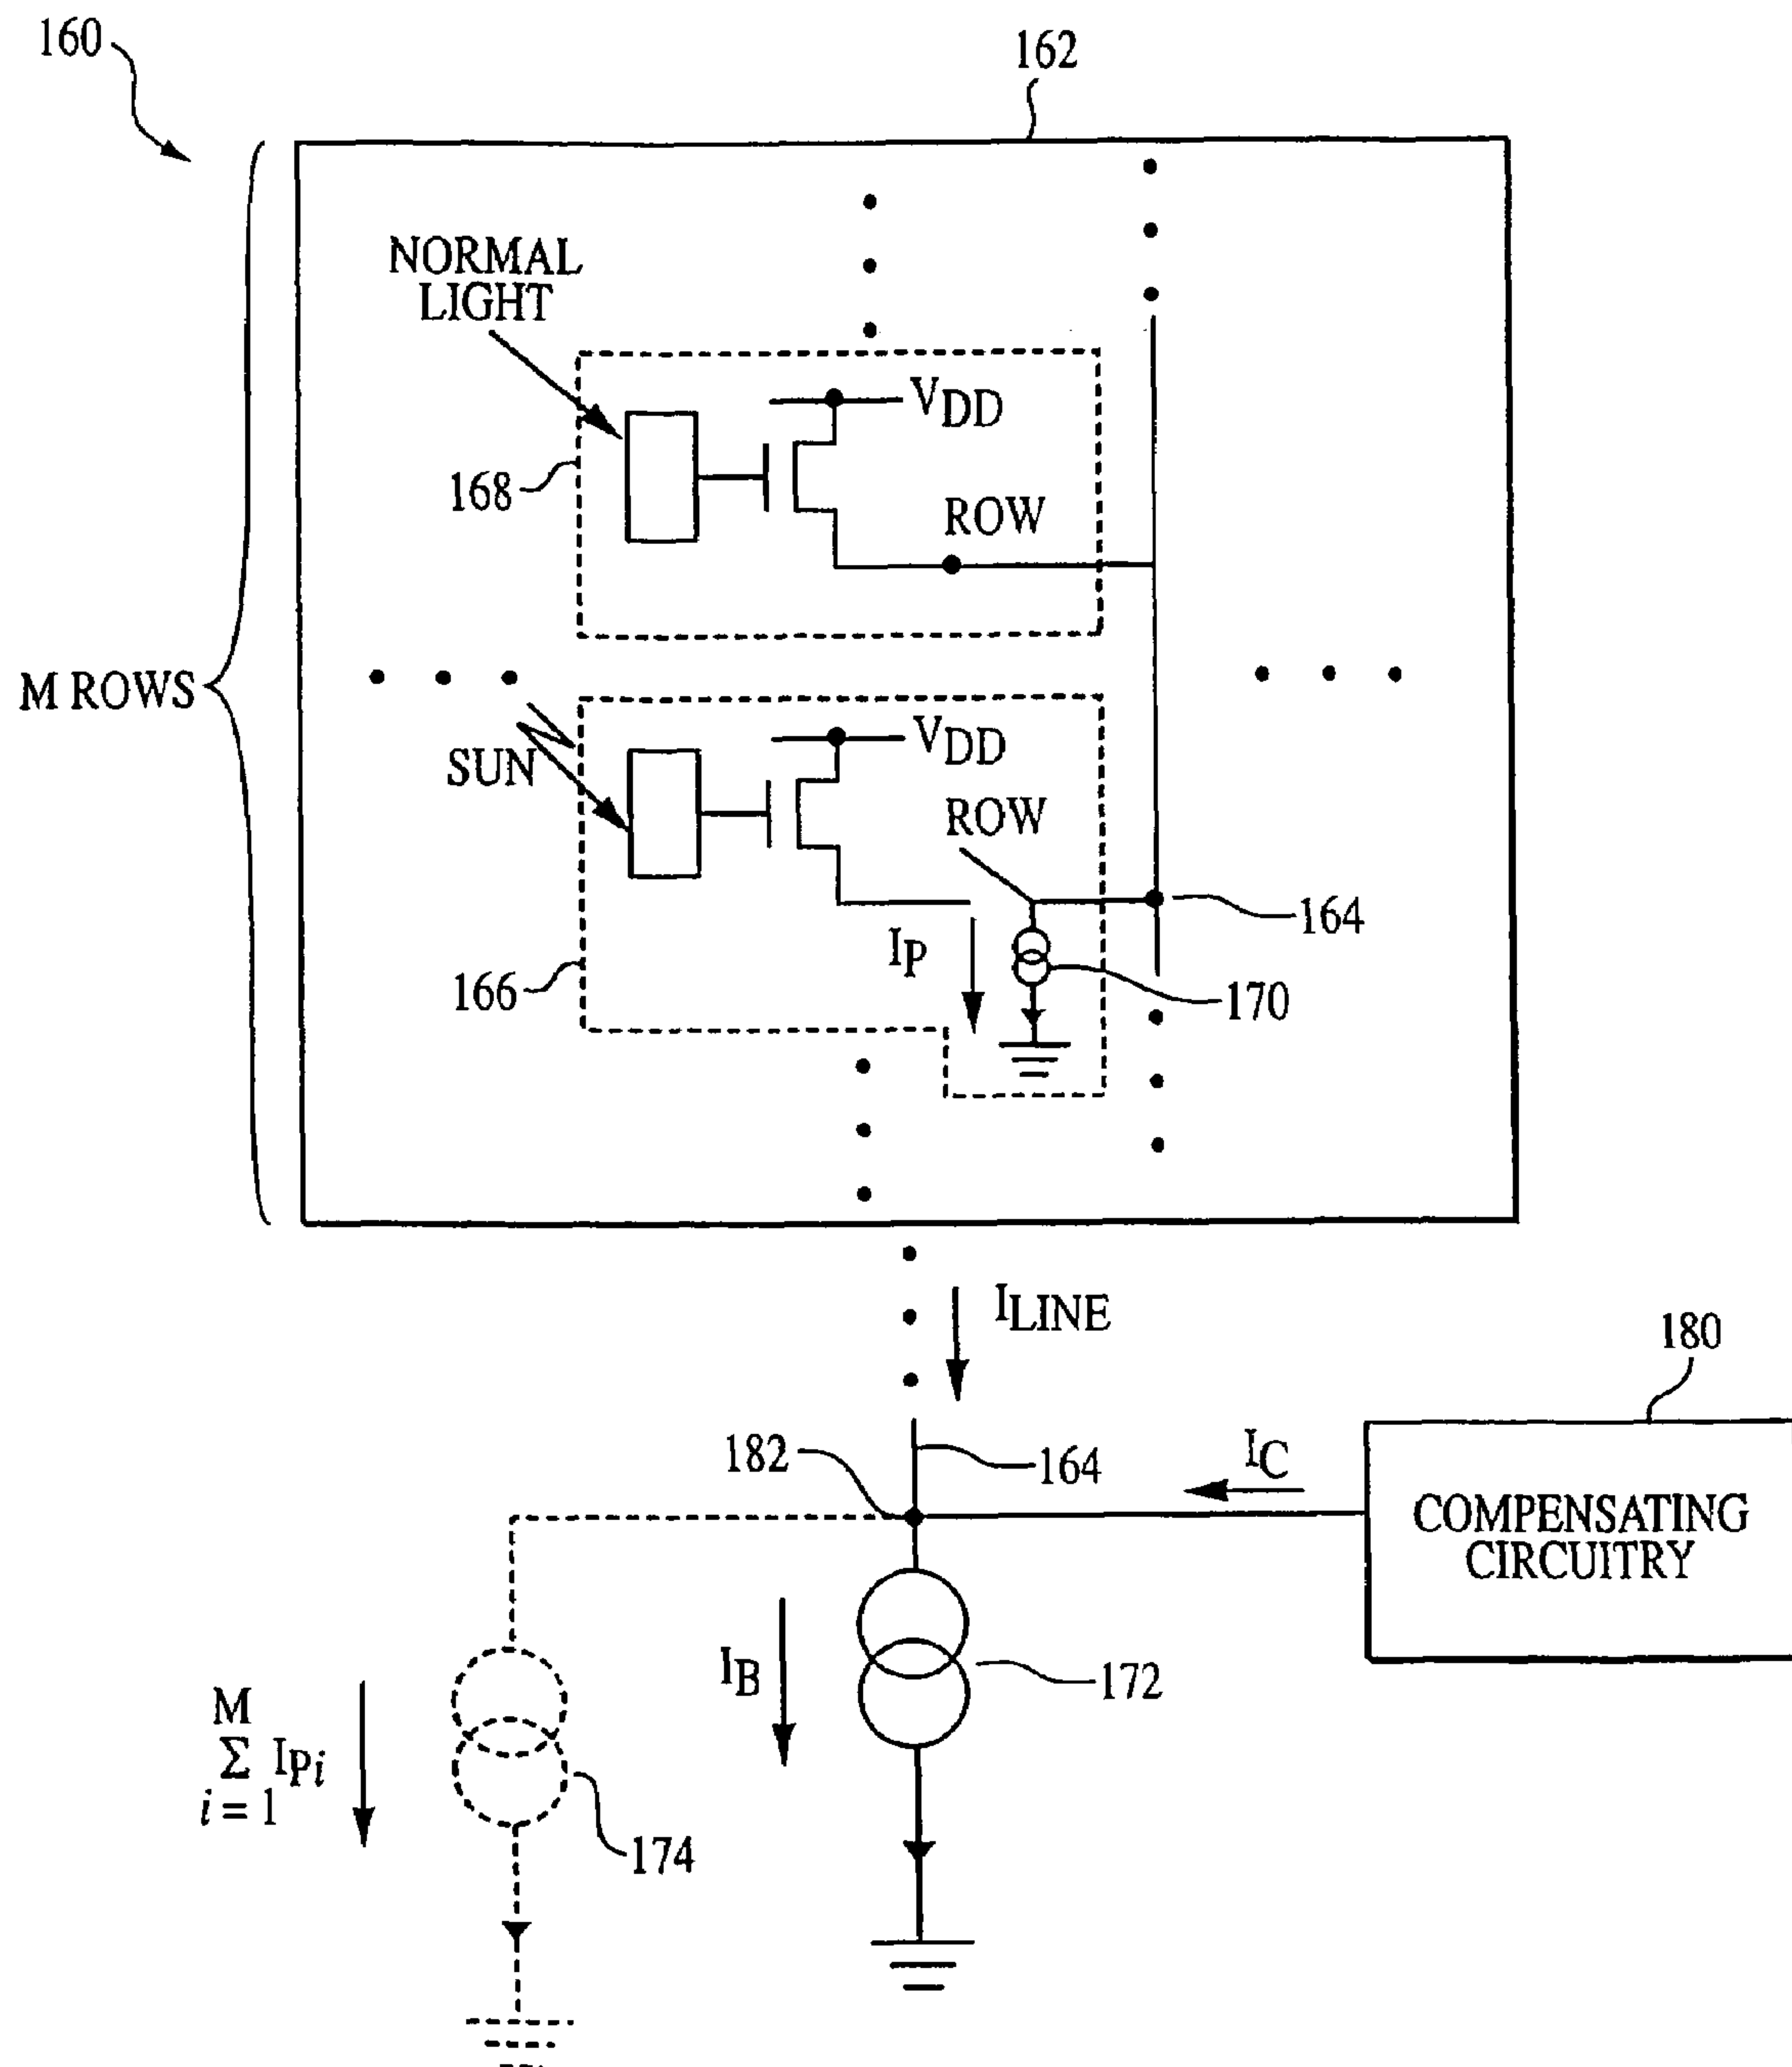 160
162
NORMAL
LIGHT
VDD
168
ROW
M ROWS
SUN
VDD
ROW
164
IP
166
170
ILINE
180
182
164
IC
COMPENSATING
CIRCUITRY
IB
172
M
Σ IPi
i = 1
174